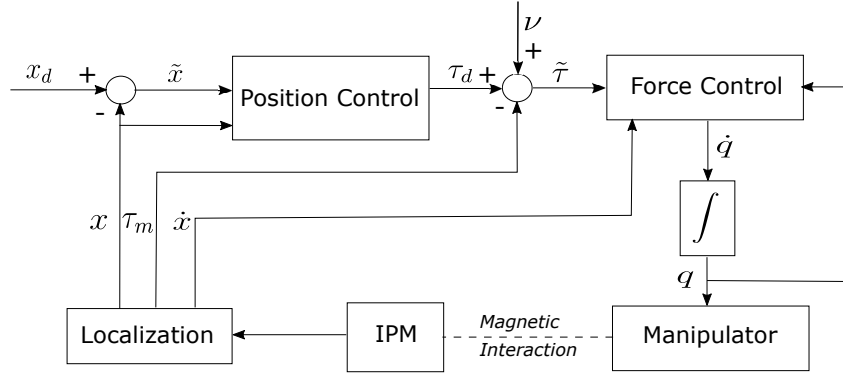 ν
x_d + x̃ τ_d + + τ̃
- -
Position Control
Force Control
q̇
∫
x τ_m ẋ
q
Localization
IPM
Magnetic
Interaction
Manipulator